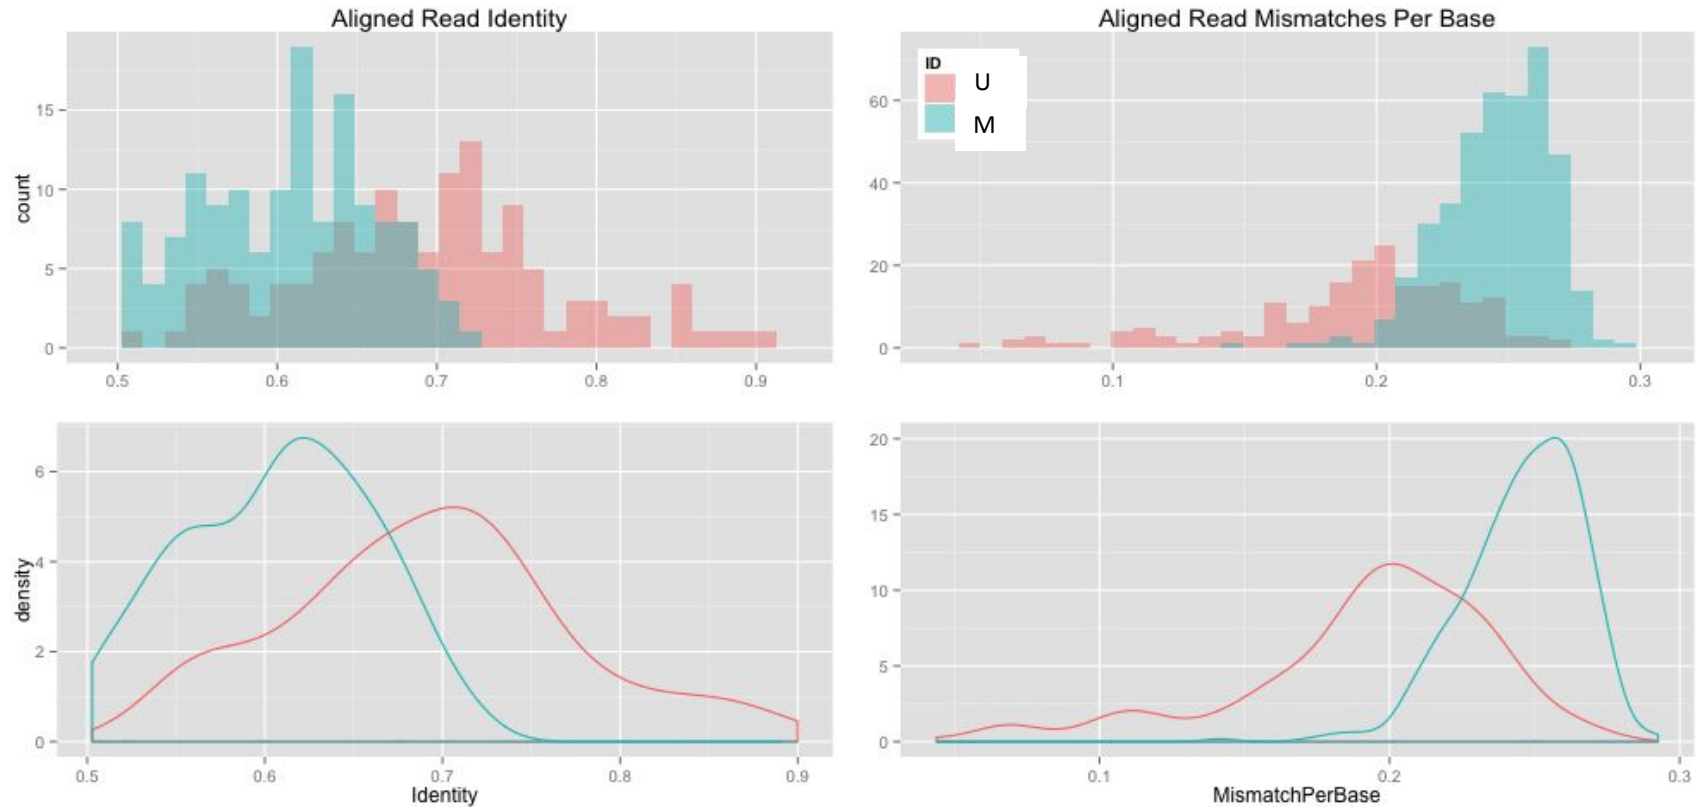 Aligned Read Identity
15
10
5
0
count
0.5 0.6 0.7 0.8 0.9
Aligned Read Mismatches Per Base
ID
U
M
60
40
20
0
0.1 0.2 0.3
6
4
2
0
density
0.5 0.6 0.7 0.8 0.9
Identity
20
15
10
5
0
0.1 0.2 0.3
MismatchPerBase